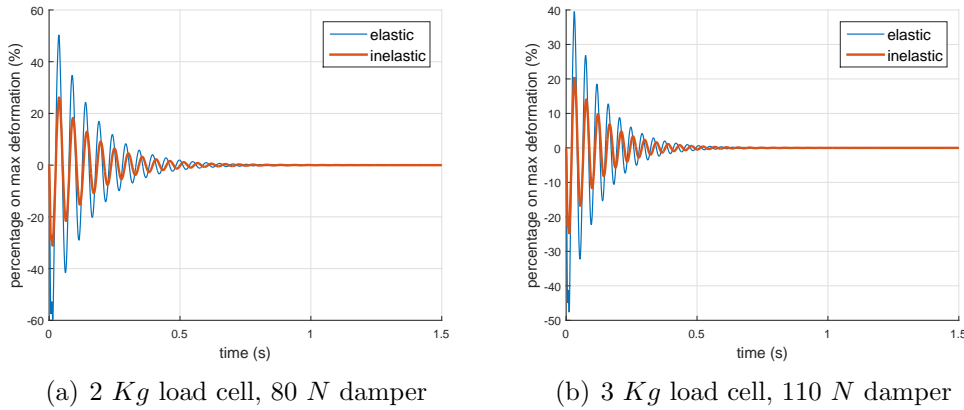 60
40
20
0
-20
-40
-60
percentage on max deformation (%)
0
0.5
1
1.5
time (s)
elastic
inelastic
(a) 2 Kg load cell, 80 N damper
40
30
20
10
0
-10
-20
-30
-40
-50
percentage on max deformation (%)
0
0.5
1
1.5
time (s)
elastic
inelastic
(b) 3 Kg load cell, 110 N damper